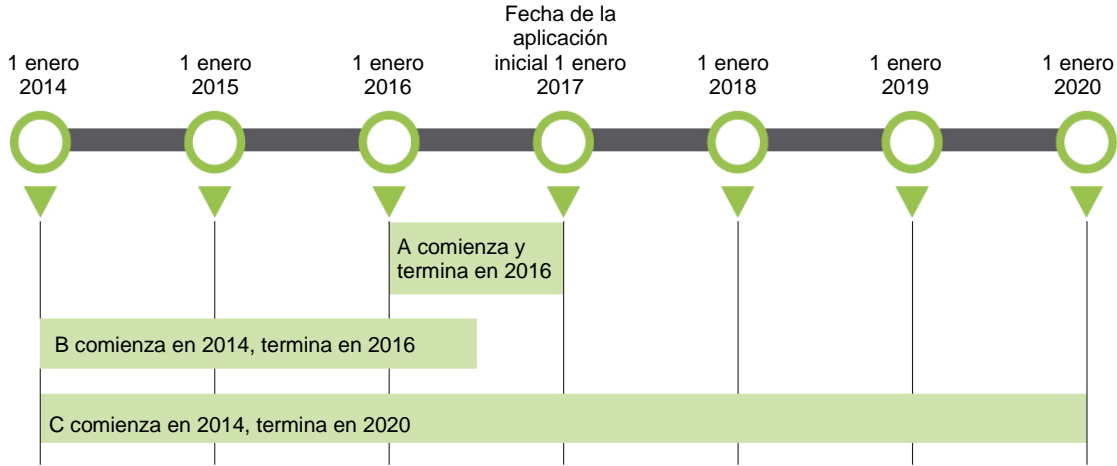 1 enero
2014
1 enero
2015
1 enero
2016
Fecha de la
aplicación
inicial 1 enero
2017
1 enero
2018
1 enero
2019
1 enero
2020
A comienza y
termina en 2016
B comienza en 2014, termina en 2016
C comienza en 2014, termina en 2020